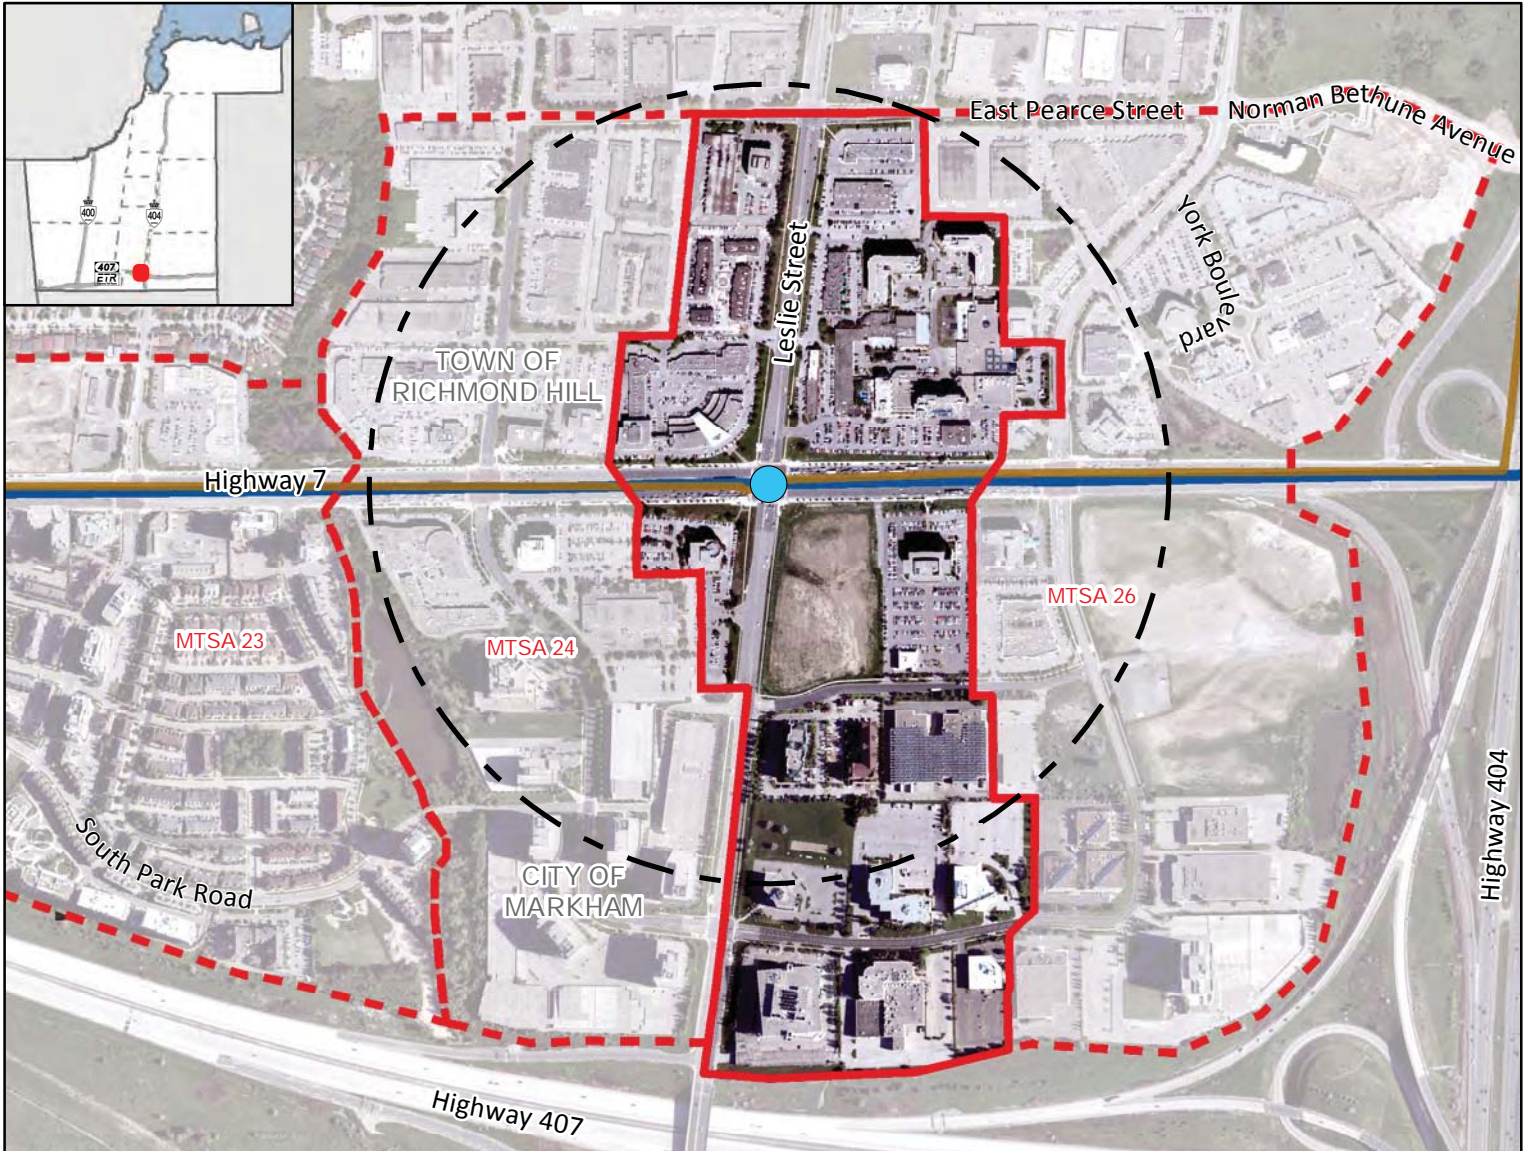 400
404
407
ETR
East Pearce Street
Norman Bethune Avenue
York Boulevard
Leslie Street
TOWN OF
RICHMOND HILL
Highway 7
MTSA 26
MTSA 23
MTSA 24
South Park Road
CITY OF
MARKHAM
Highway 404
Highway 407